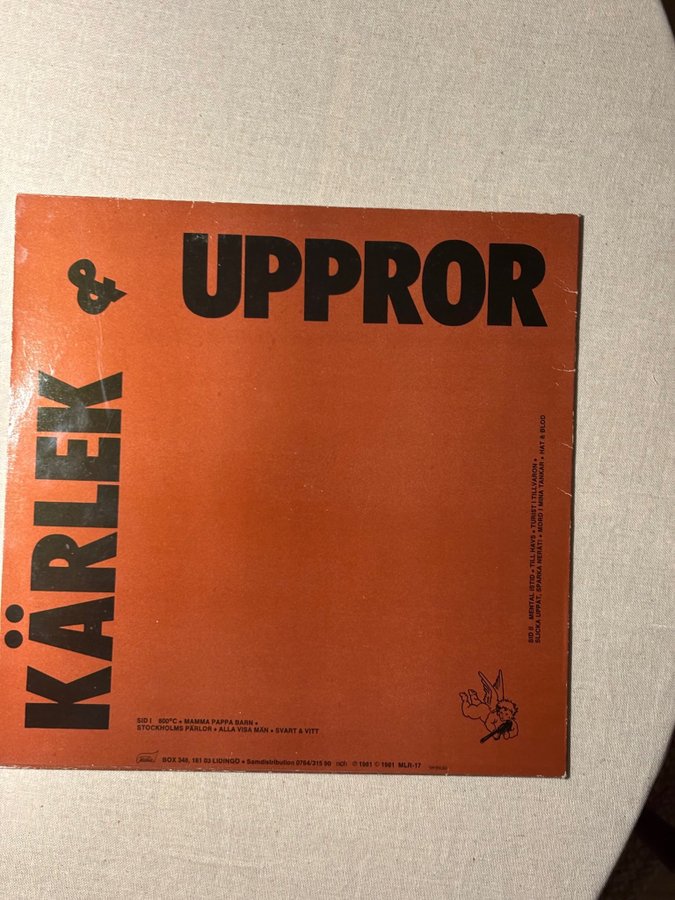 KÄRLEK
&
UPPROR
SID I 600°C • MAMMA PAPPA BARN •
STOCKHOLMS PÄRLOR • ALLA VISA MÄN • SVART & VITT
SID II MENTAL ISTID • TILL HAVS • TURIST I TILLVARON •
SLICKA UPPÅT, SPARKA NERÅT! • MORD I MINA TANKAR • HAT & BLOD
BOX 348, 181 03 LIDINGÖ • Samdistribution 0764/315 90 ncb ℗ 1981 © 1981 MLR-17